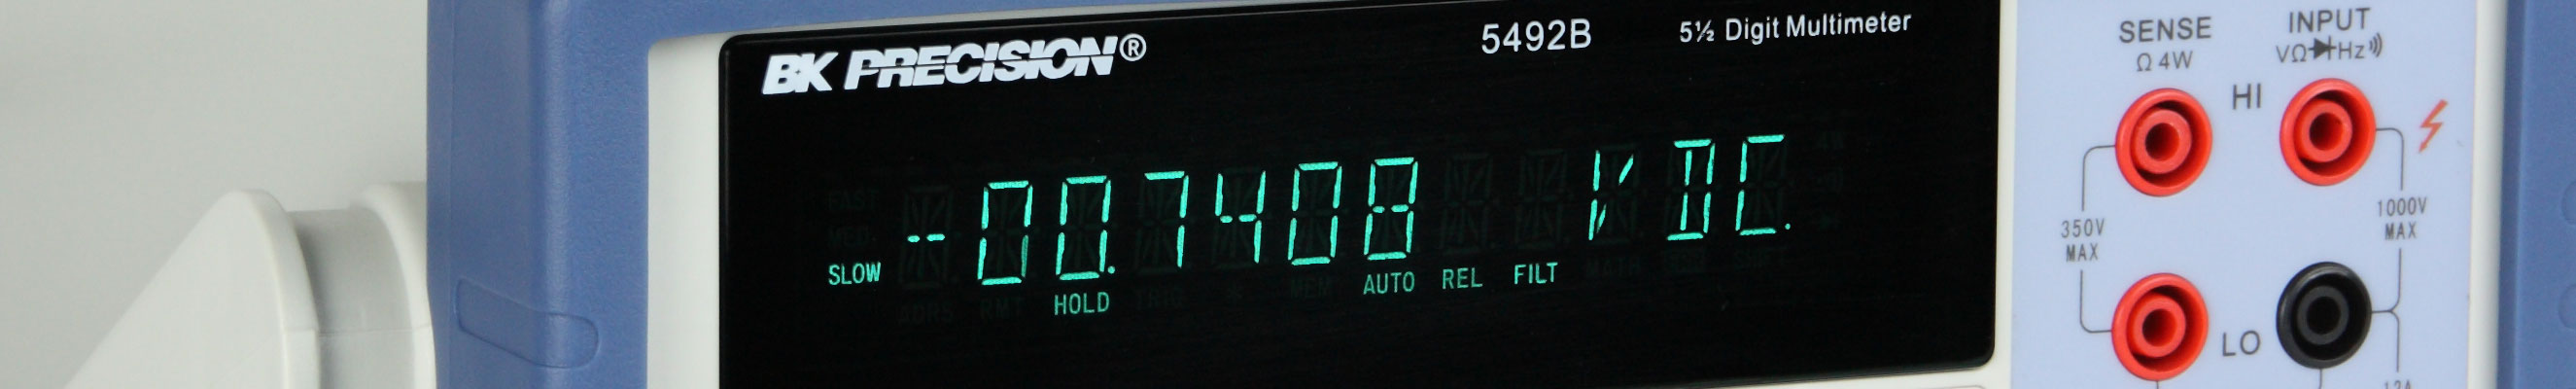 BK PRECISION®
5492B
5½ Digit Multimeter
-00.7408 V DC.
SLOW
HOLD
AUTO REL FILT
SENSE
Ω 4W
INPUT
VΩ Hz
HI
350V
MAX
1000V
MAX
LO